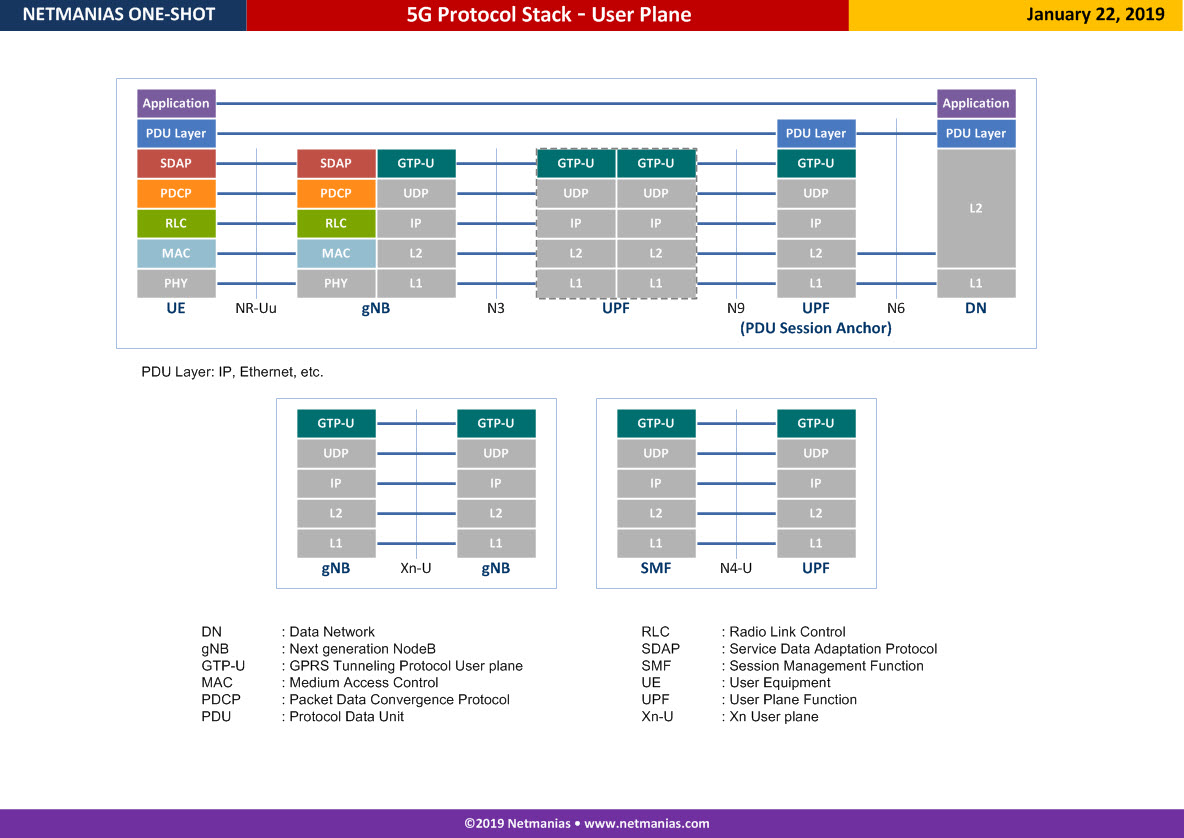 NETMANIAS ONE-SHOT
5G Protocol Stack - User Plane
January 22, 2019
Application Application
PDU Layer PDU Layer PDU Layer
SDAP SDAP GTP-U GTP-U GTP-U GTP-U
PDCP PDCP UDP UDP UDP UDP
RLC RLC IP IP IP IP L2
MAC MAC L2 L2 L2 L2
PHY PHY L1 L1 L1 L1 L1
UE NR-Uu gNB N3 UPF N9 UPF N6 DN
(PDU Session Anchor)
PDU Layer: IP, Ethernet, etc.
GTP-U GTP-U
UDP UDP
IP IP
L2 L2
L1 L1
gNB Xn-U gNB
GTP-U GTP-U
UDP UDP
IP IP
L2 L2
L1 L1
SMF N4-U UPF
DN : Data Network
gNB : Next generation NodeB
GTP-U : GPRS Tunneling Protocol User plane
MAC : Medium Access Control
PDCP : Packet Data Convergence Protocol
PDU : Protocol Data Unit
RLC : Radio Link Control
SDAP : Service Data Adaptation Protocol
SMF : Session Management Function
UE : User Equipment
UPF : User Plane Function
Xn-U : Xn User plane
©2019 Netmanias • www.netmanias.com